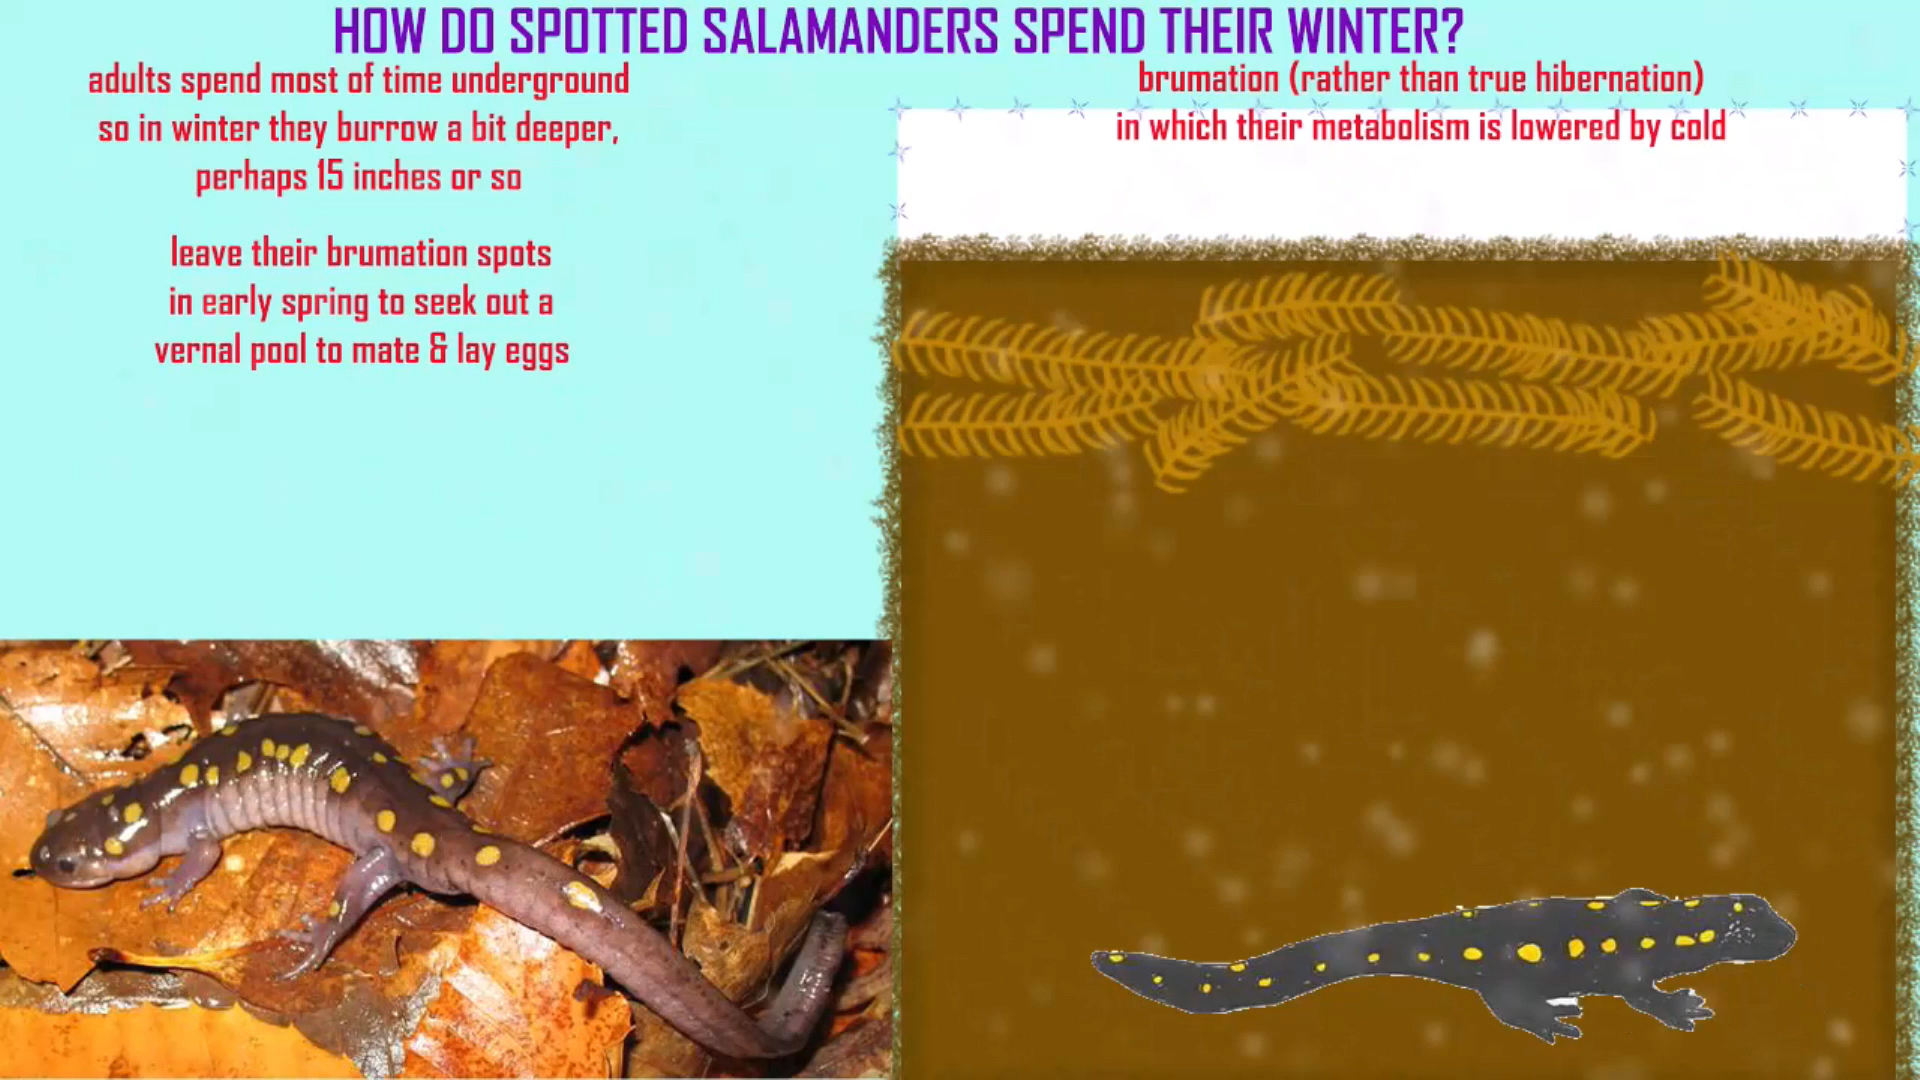 HOW DO SPOTTED SALAMANDERS SPEND THEIR WINTER?
adults spend most of time underground
so in winter they burrow a bit deeper,
perhaps 15 inches or so
leave their brumation spots
in early spring to seek out a
vernal pool to mate & lay eggs
brumation (rather than true hibernation)
in which their metabolism is lowered by cold